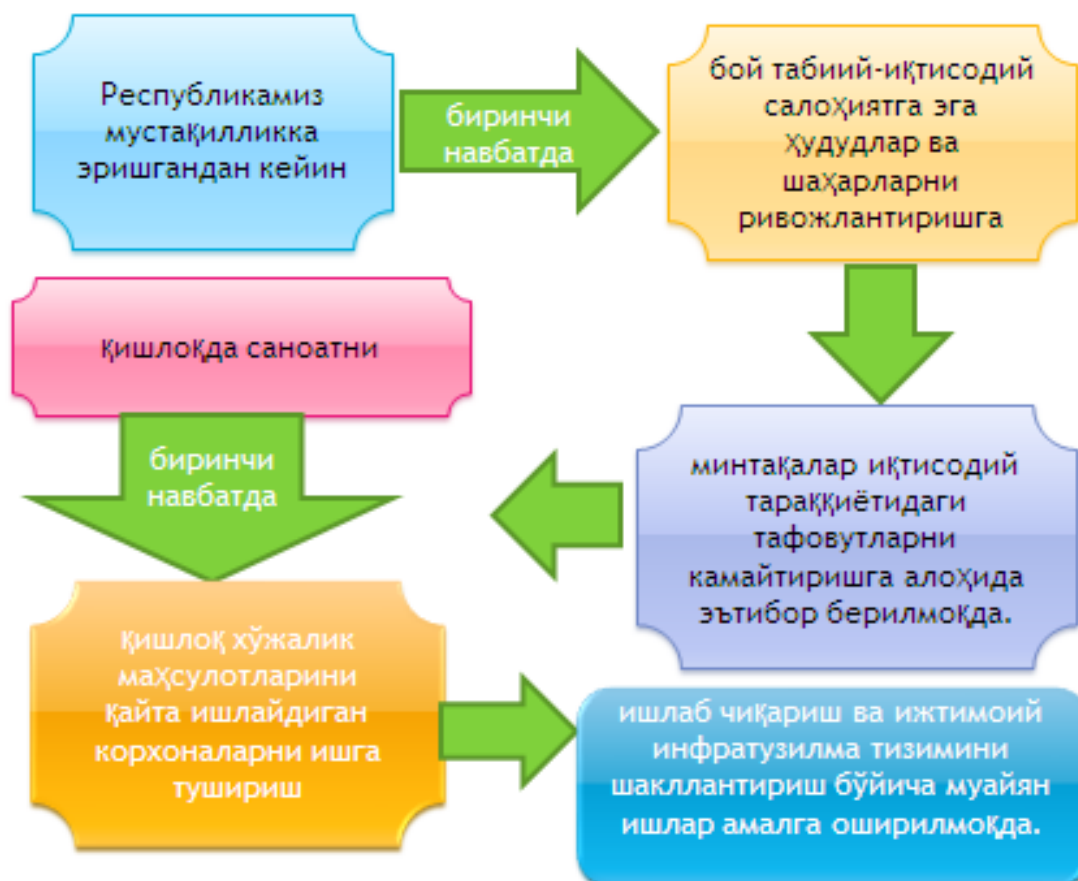 Республикамиз
мустақилликка
эришгандан кейин
биринчи
навбатда
бой табиий-иқтисодий
салоҳиятга эга
ҳудудлар ва
шаҳарларни
ривожлантиришга
минтақалар иқтисодий
тараққиётидаги
тафовутларни
камайтиришга алоҳида
эътибор берилмоқда.
қишлоқда саноатни
биринчи
навбатда
қишлоқ хўжалик
маҳсулотларини
қайта ишлайдиган
корхоналарни ишга
тушириш
ишлаб чиқариш ва ижтимоий
инфратузилма тизимини
шакллантириш бўйича муайян
ишлар амалга оширилмоқда.